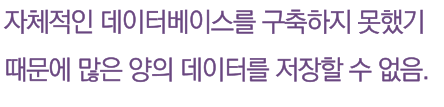 자체적인 데이터베이스를 구축하지 못했기
때문에 많은 양의 데이터를 저장할 수 없음.